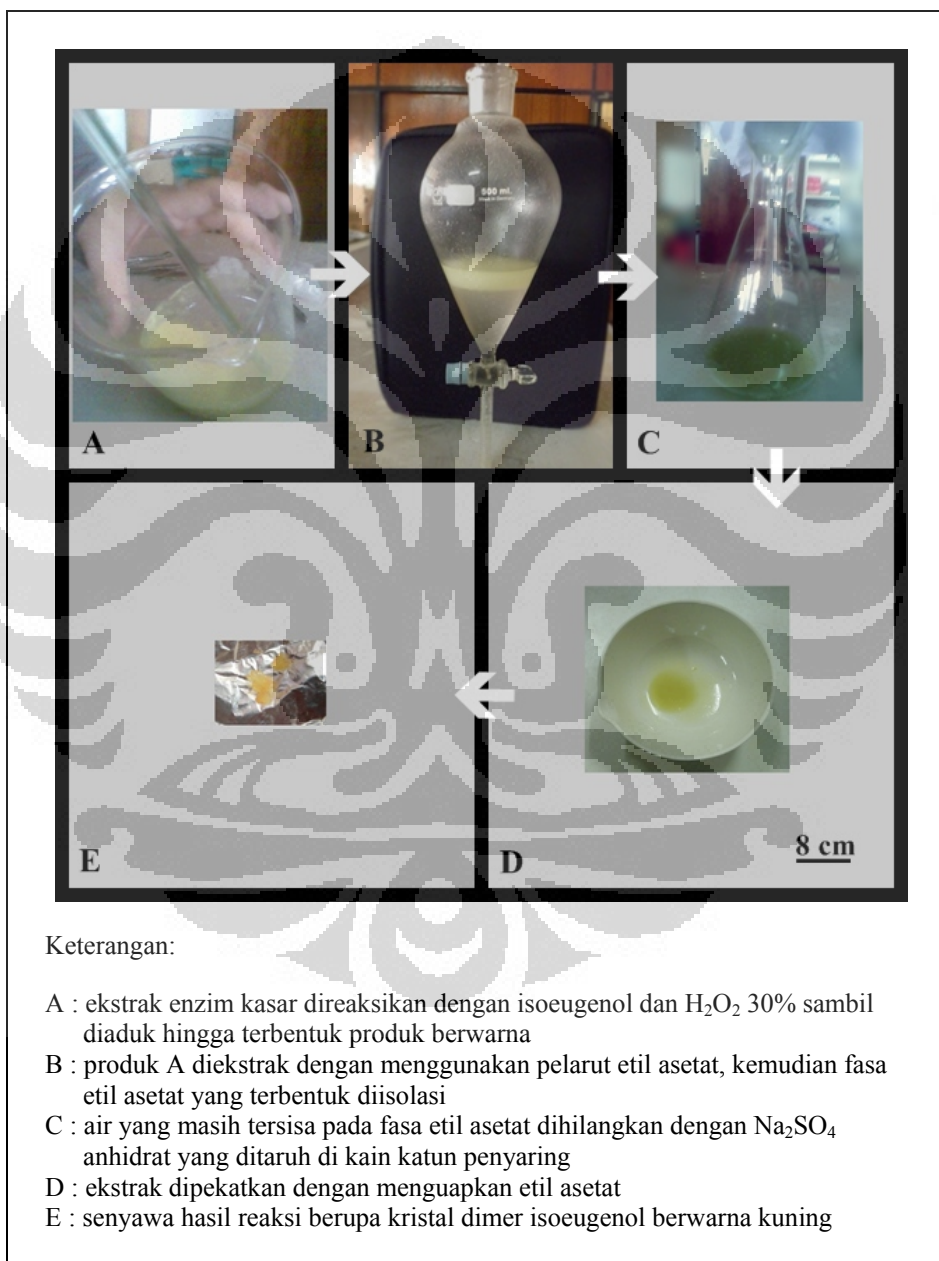 A
B
500 ml.
C
E
D
8 cm
Keterangan:
A : ekstrak enzim kasar direaksikan dengan isoeugenol dan H₂O₂ 30% sambil
diaduk hingga terbentuk produk berwarna
B : produk A diekstrak dengan menggunakan pelarut etil asetat, kemudian fasa
etil asetat yang terbentuk diisolasi
C : air yang masih tersisa pada fasa etil asetat dihilangkan dengan Na₂SO₄
anhidrat yang ditaruh di kain katun penyaring
D : ekstrak dipekatkan dengan menguapkan etil asetat
E : senyawa hasil reaksi berupa kristal dimer isoeugenol berwarna kuning